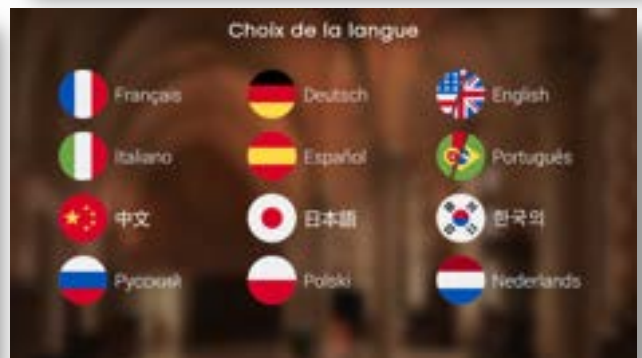 Choix de la langue
Français
Deutsch
English
Italiano
Español
Português
中文
日本語
한국의
Русский
Polski
Nederlands